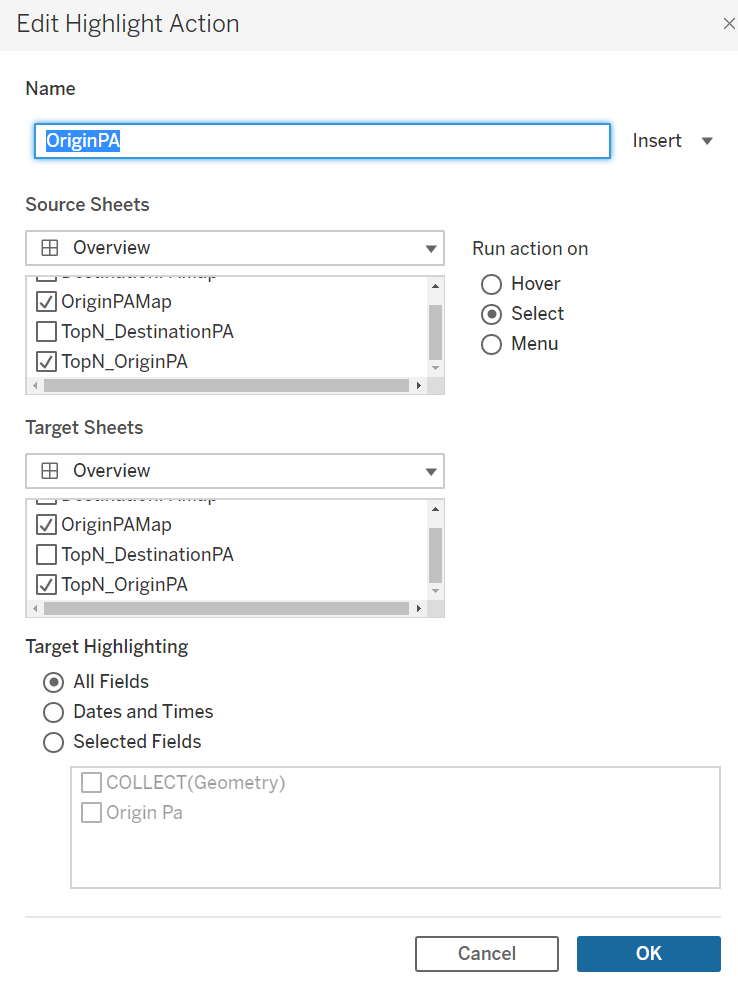 Edit Highlight Action
Name
OriginPA
Insert
Source Sheets
Overview
Run action on
OriginPAMap
TopN_DestinationPA
TopN_OriginPA
Hover
Select
Menu
Target Sheets
Overview
OriginPAMap
TopN_DestinationPA
TopN_OriginPA
Target Highlighting
All Fields
Dates and Times
Selected Fields
COLLECT(Geometry)
Origin Pa
Cancel
OK